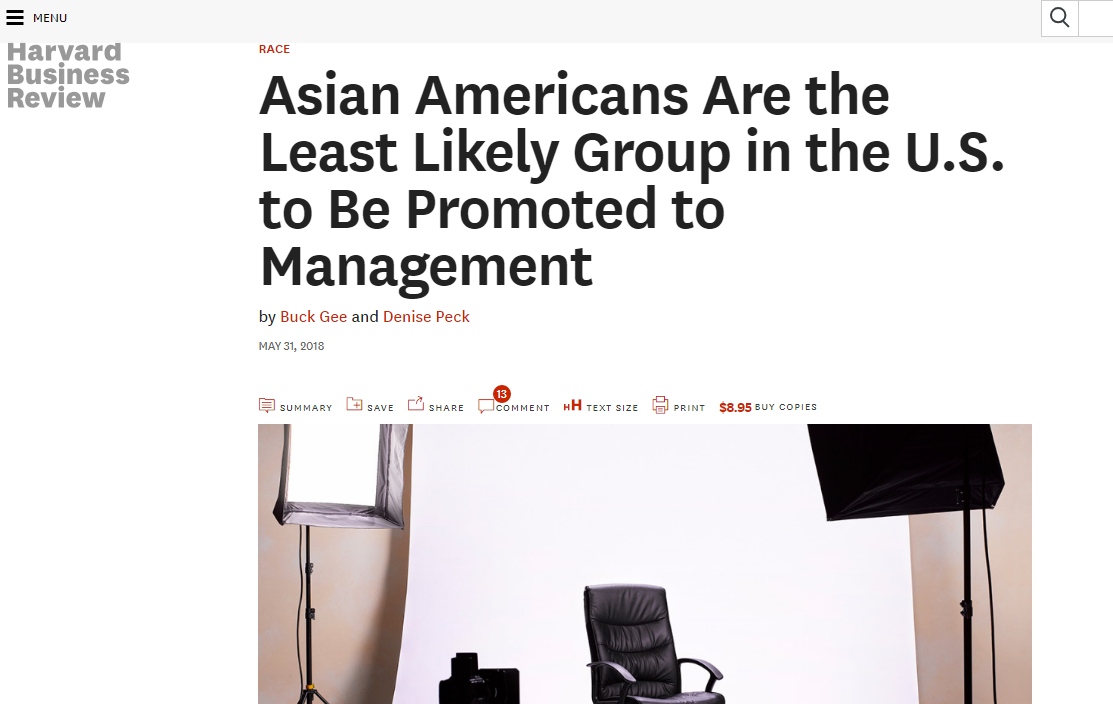 MENU
Harvard
Business
Review
RACE
Asian Americans Are the
Least Likely Group in the U.S.
to Be Promoted to
Management
by Buck Gee and Denise Peck
MAY 31, 2018
SUMMARY SAVE SHARE 13 COMMENT HH TEXT SIZE PRINT $8.95 BUY COPIES